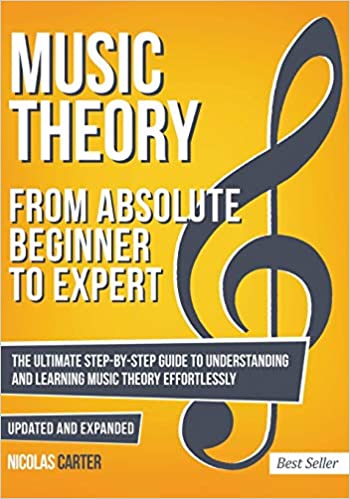 MUSIC
THEORY
FROM ABSOLUTE
BEGINNER
TO EXPERT
THE ULTIMATE STEP-BY-STEP GUIDE TO UNDERSTANDING
AND LEARNING MUSIC THEORY EFFORTLESSLY
UPDATED AND EXPANDED
NICOLAS CARTER
Best Seller